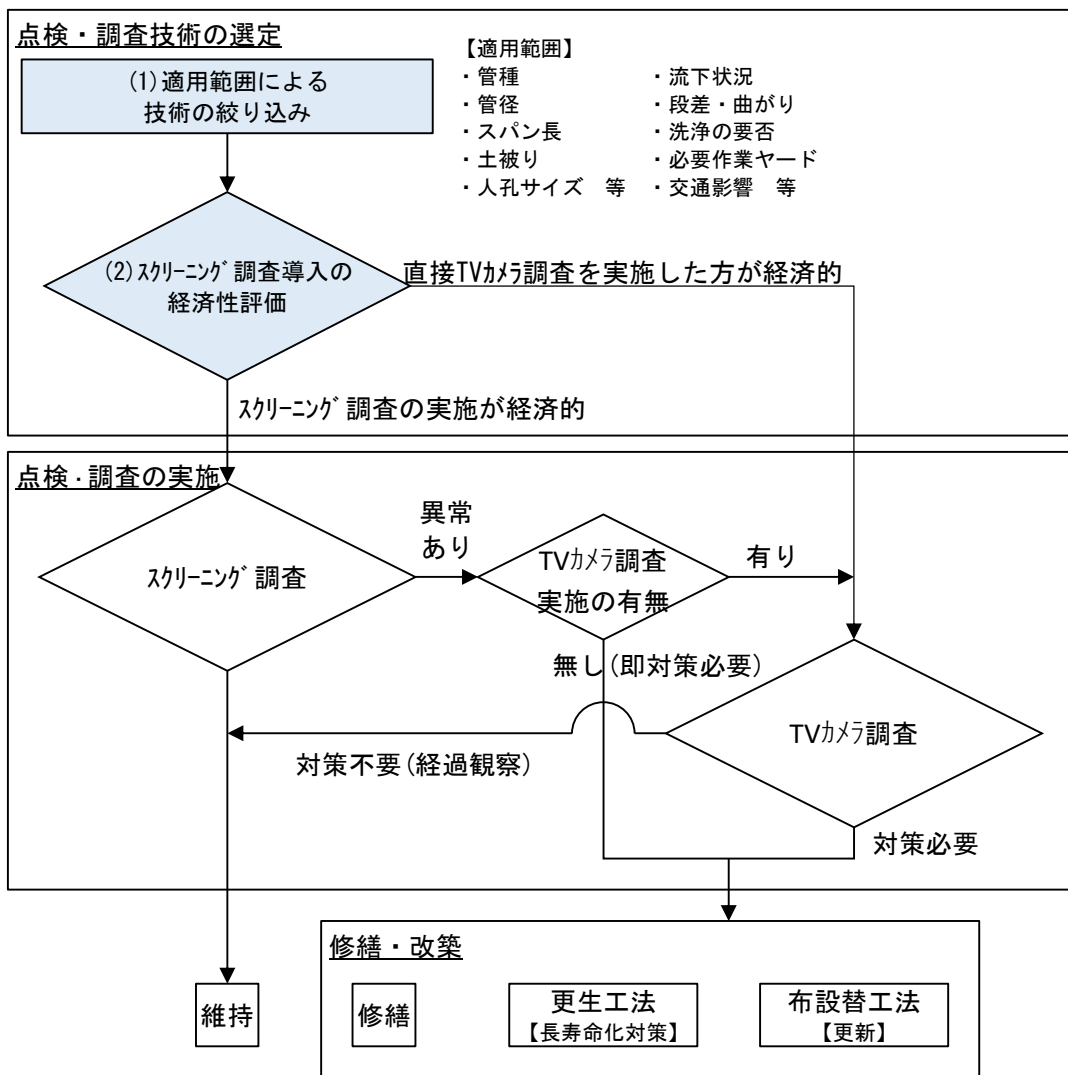 点検・調査技術の選定
(1)適用範囲による
技術の絞り込み
【適用範囲】
・管種
・管径
・スパン長
・土被り
・人孔サイズ 等
・流下状況
・段差・曲がり
・洗浄の要否
・必要作業ヤード
・交通影響 等
(2)ｽｸﾘｰﾆﾝｸﾞ調査導入の
経済性評価
直接TVカメラ調査を実施した方が経済的
ｽｸﾘｰﾆﾝｸﾞ調査の実施が経済的
点検・調査の実施
ｽｸﾘｰﾆﾝｸﾞ調査
異常
あり
TVｶﾒﾗ調査
実施の有無
有り
無し(即対策必要)
TVｶﾒﾗ調査
対策不要(経過観察)
対策必要
修繕・改築
維持
修繕
更生工法
【長寿命化対策】
布設替工法
【更新】